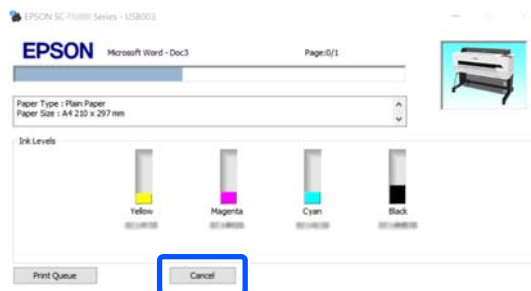 EPSON SC- Series - USB003
EPSON Microsoft Word - Doc3 Page:0/1
Paper Type : Plain Paper
Paper Size : A4 210 x 297 mm
Ink Levels
Yellow Magenta Cyan Black
Print Queue Cancel